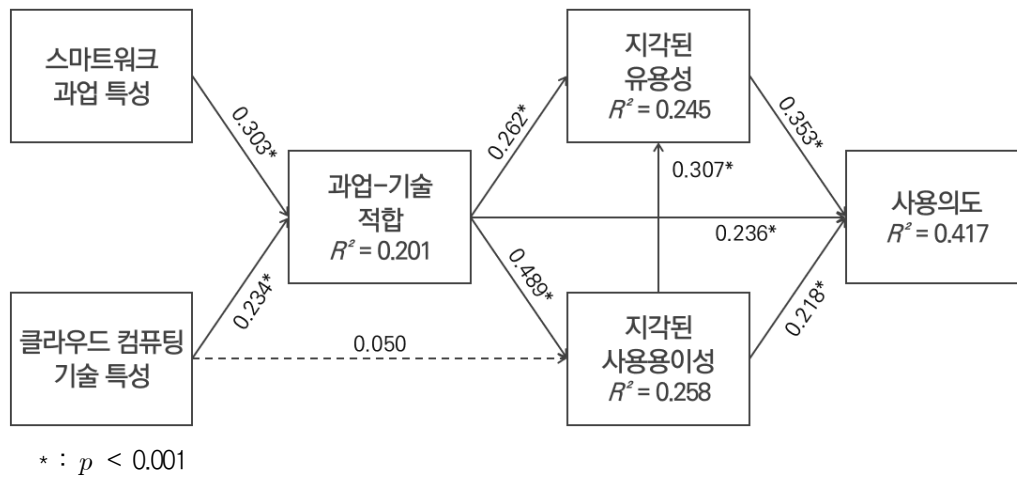 스마트워크
과업 특성
지각된
유용성
R² = 0.245
0.303*
0.262*
0.353*
0.307*
과업-기술
적합
R² = 0.201
사용의도
R² = 0.417
0.236*
0.234*
0.489*
0.218*
클라우드 컴퓨팅
기술 특성
0.050
지각된
사용용이성
R² = 0.258
* : p < 0.001